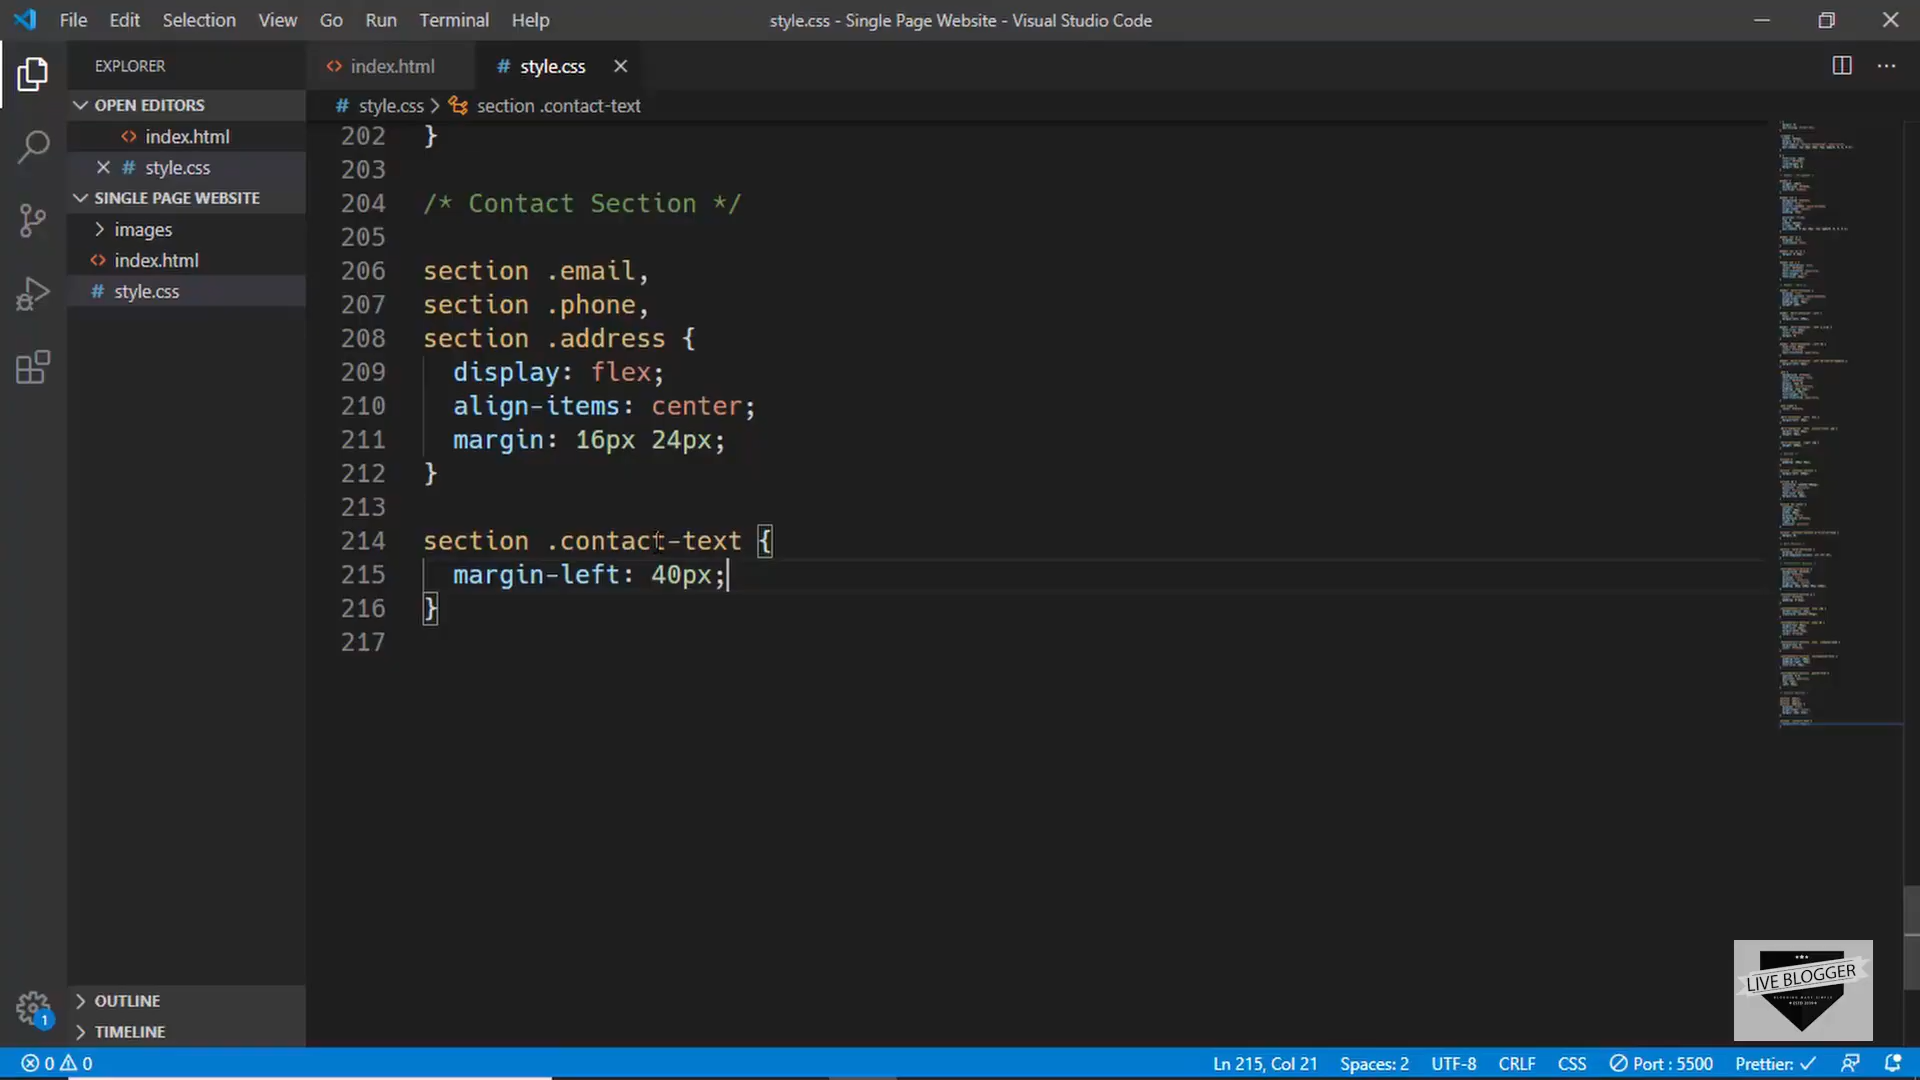 File Edit Selection View Go Run Terminal Help style.css - Single Page Website - Visual Studio Code
EXPLORER
OPEN EDITORS
index.html
style.css
SINGLE PAGE WEBSITE
images
index.html
style.css
OUTLINE
TIMELINE
index.html style.css
style.css section .contact-text
202 }
203
204 /* Contact Section */
205
206 section .email,
207 section .phone,
208 section .address {
209 display: flex;
210 align-items: center;
211 margin: 16px 24px;
212 }
213
214 section .contact-text {
215 margin-left: 40px;
216 }
217
LIVE BLOGGER
1
0 0 Ln 215, Col 21 Spaces: 2 UTF-8 CRLF CSS Port : 5500 Prettier: